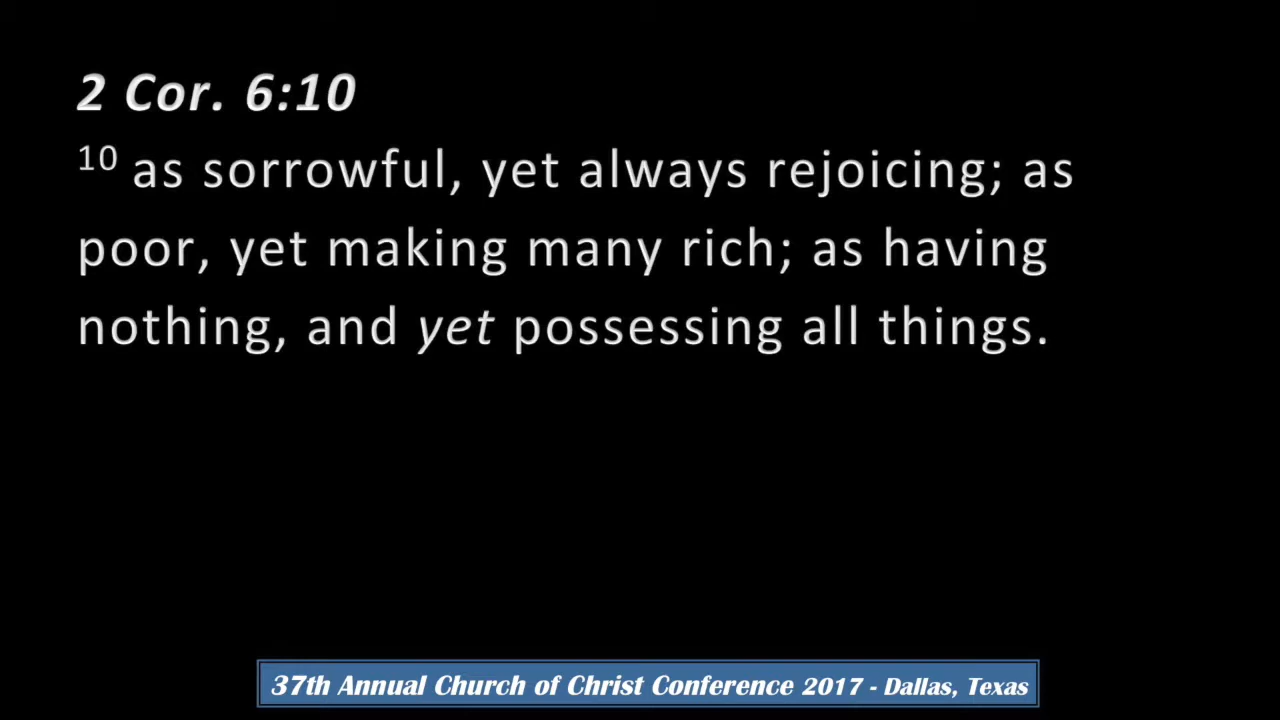 2 Cor. 6:10
10 as sorrowful, yet always rejoicing; as
poor, yet making many rich; as having
nothing, and yet possessing all things.
37th Annual Church of Christ Conference 2017 - Dallas, Texas